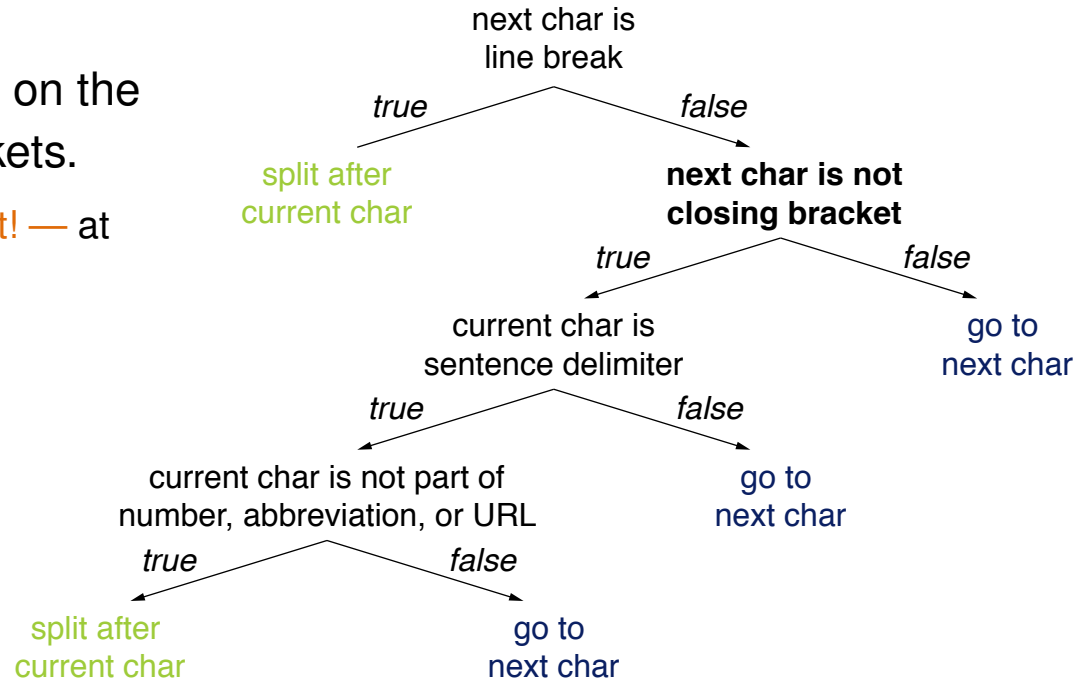 on the
kets.
t! — at
next char is
line break
true
false
split after
current char
next char is not
closing bracket
true
false
current char is
sentence delimiter
go to
next char
true
false
current char is not part of
number, abbreviation, or URL
go to
next char
true
false
split after
current char
go to
next char